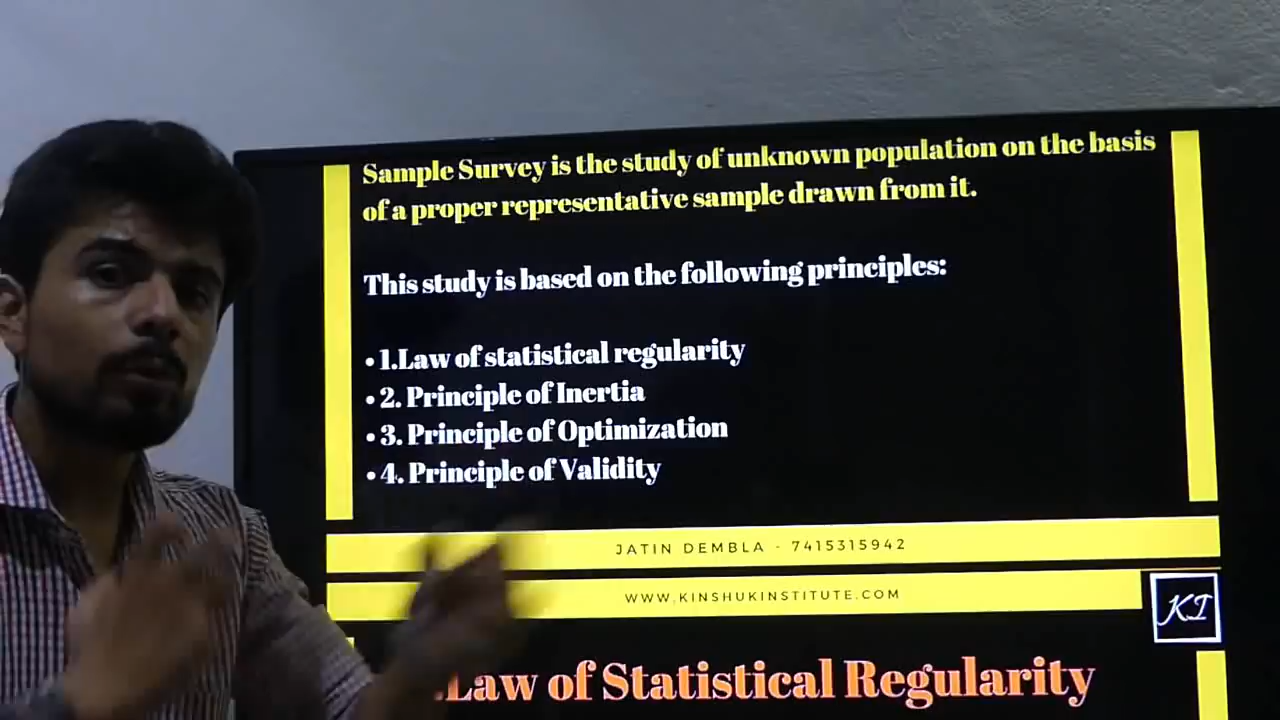 Sample Survey is the study of unknown population on the basis
of a proper representative sample drawn from it.
This study is based on the following principles:
• 1.Law of statistical regularity
• 2. Principle of Inertia
• 3. Principle of Optimization
• 4. Principle of Validity
JATIN DEMBLA - 7415315942
WWW.KINSHUKINSTITUTE.COM
KI
.Law of Statistical Regularity